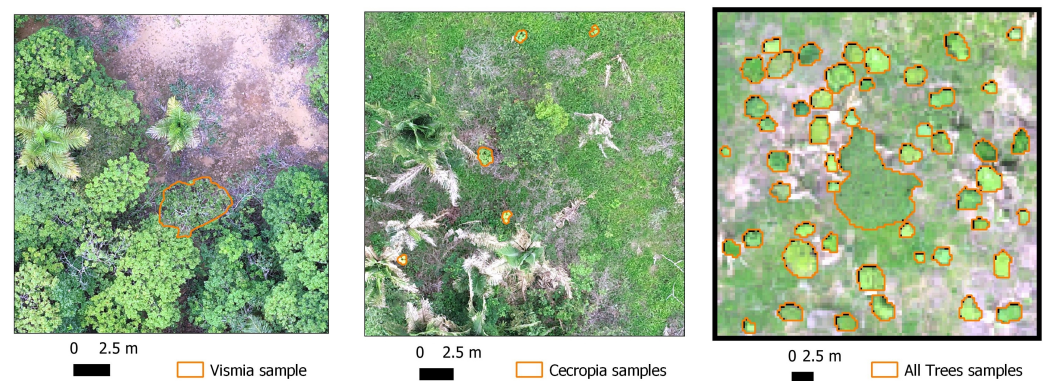 0 2.5 m
Vismia sample
0 2.5 m
Cecropia samples
0 2.5 m
All Trees samples